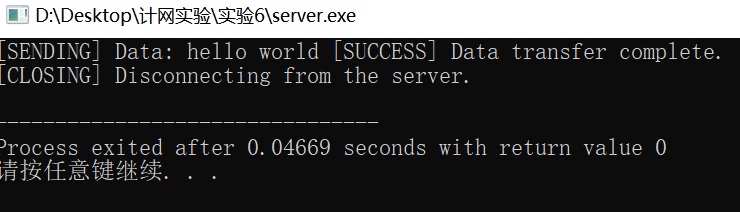 D:\Desktop\计网实验\实验6\server.exe
[SENDING] Data: hello world [SUCCESS] Data transfer complete.
[CLOSING] Disconnecting from the server.
--------------------------------
Process exited after 0.04669 seconds with return value 0
请按任意键继续. . .